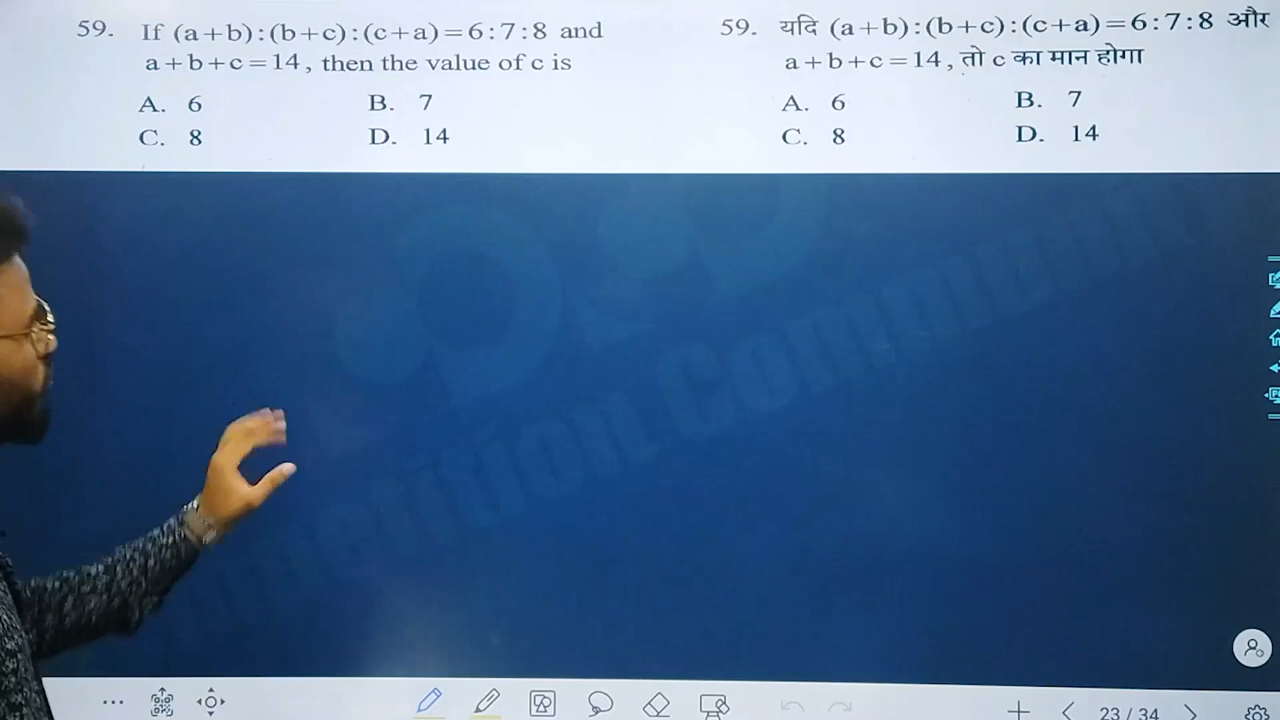 59. If (a+b):(b+c):(c+a)=6:7:8 and
a+b+c=14, then the value of c is
A. 6 B. 7
C. 8 D. 14
59. यदि (a+b):(b+c):(c+a)=6:7:8 और
a+b+c=14, तो c का मान होगा
A. 6 B. 7
C. 8 D. 14
23 / 34